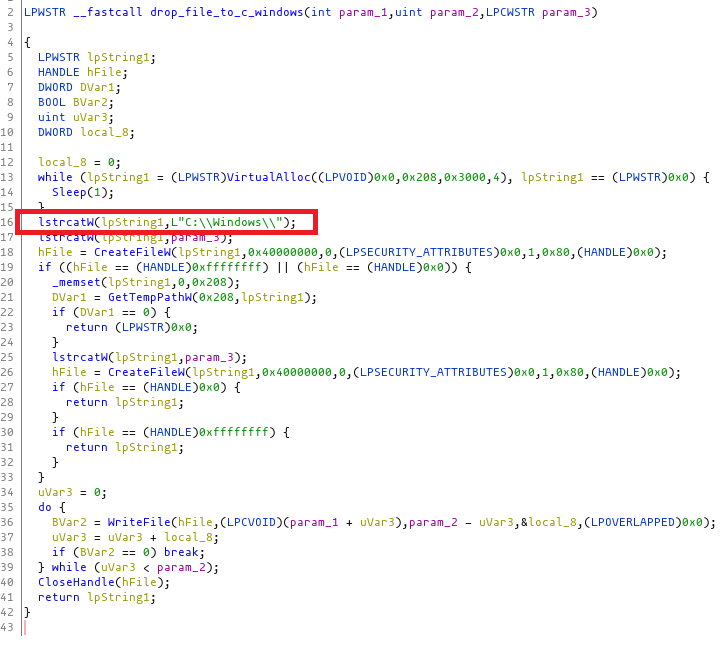 2 LPWSTR __fastcall drop_file_to_c_windows(int param_1,uint param_2,LPCWSTR param_3)
3
4 {
5 LPWSTR lpString1;
6 HANDLE hFile;
7 DWORD DVar1;
8 BOOL BVar2;
9 uint uVar3;
10 DWORD local_8;
11
12 local_8 = 0;
13 while (lpString1 = (LPWSTR)VirtualAlloc((LPVOID)0x0,0x208,0x3000,4), lpString1 == (LPWSTR)0x0) {
14 Sleep(1);
15 }
16 lstrcatW(lpString1,L"C:\\Windows\\");
17 lstrcatW(lpString1,param_3);
18 hFile = CreateFileW(lpString1,0x40000000,0,(LPSECURITY_ATTRIBUTES)0x0,1,0x80,(HANDLE)0x0);
19 if ((hFile == (HANDLE)0xffffffff) || (hFile == (HANDLE)0x0)) {
20 _memset(lpString1,0,0x208);
21 DVar1 = GetTempPathW(0x208,lpString1);
22 if (DVar1 == 0) {
23 return (LPWSTR)0x0;
24 }
25 lstrcatW(lpString1,param_3);
26 hFile = CreateFileW(lpString1,0x40000000,0,(LPSECURITY_ATTRIBUTES)0x0,1,0x80,(HANDLE)0x0);
27 if (hFile == (HANDLE)0x0) {
28 return lpString1;
29 }
30 if (hFile == (HANDLE)0xffffffff) {
31 return lpString1;
32 }
33 }
34 uVar3 = 0;
35 do {
36 BVar2 = WriteFile(hFile,(LPCVOID)(param_1 + uVar3),param_2 - uVar3,&local_8,(LPOVERLAPPED)0x0);
37 uVar3 = uVar3 + local_8;
38 if (BVar2 == 0) break;
39 } while (uVar3 < param_2);
40 CloseHandle(hFile);
41 return lpString1;
42 }
43